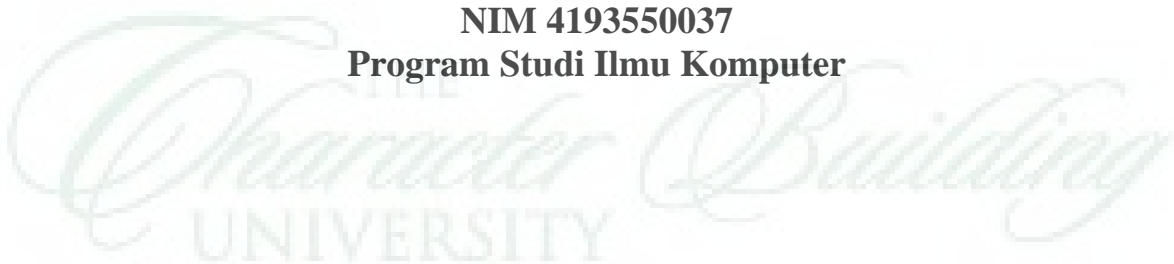 NIM 4193550037
Program Studi Ilmu Komputer
THE
Character Building
UNIVERSITY